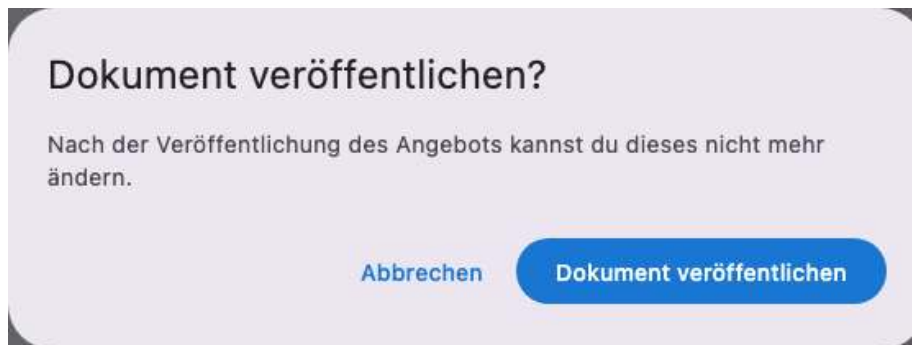 Dokument veröffentlichen?
Nach der Veröffentlichung des Angebots kannst du dieses nicht mehr
ändern.
Abbrechen
Dokument veröffentlichen